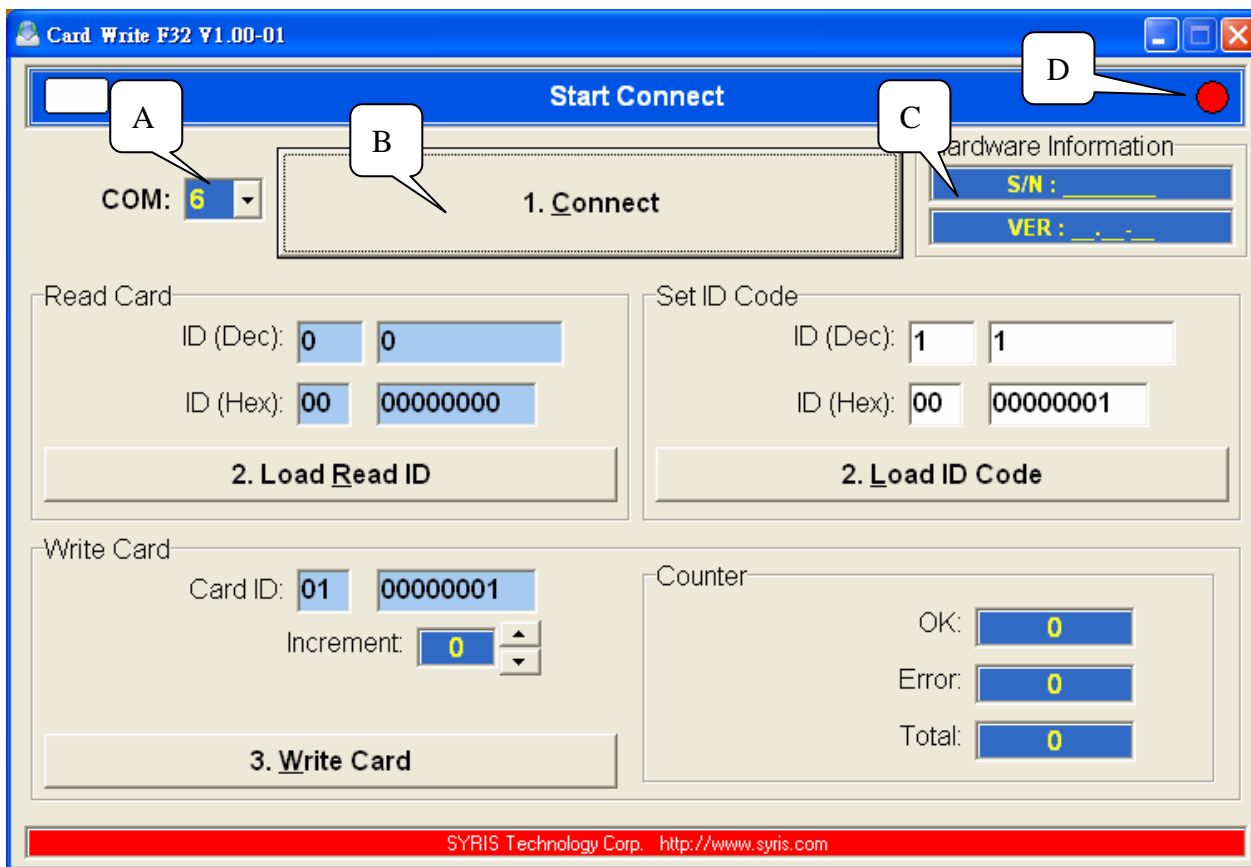 Card Write F32 V1.00-01
Start Connect
D
A
B
C
Hardware Information
COM: 6
1. Connect
S/N : ________
VER : __.__-__
Read Card
ID (Dec): 0 0
ID (Hex): 00 00000000
2. Load Read ID
Set ID Code
ID (Dec): 1 1
ID (Hex): 00 00000001
2. Load ID Code
Write Card
Card ID: 01 00000001
Increment: 0
3. Write Card
Counter
OK: 0
Error: 0
Total: 0
SYRIS Technology Corp. http://www.syris.com